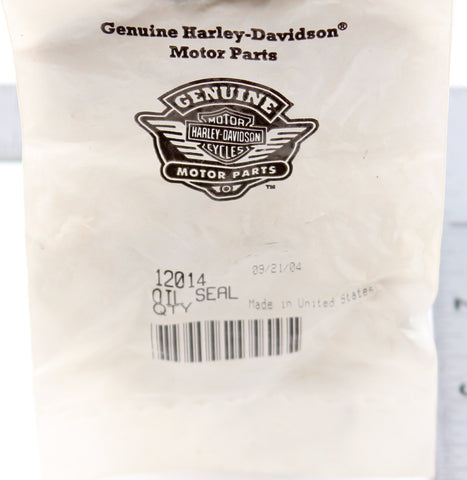 Genuine Harley-Davidson®
Motor Parts
GENUINE
MOTOR
HARLEY-DAVIDSON
CYCLES
MOTOR PARTS
™
12014 09/21/04
OIL SEAL
QTY Made in United States